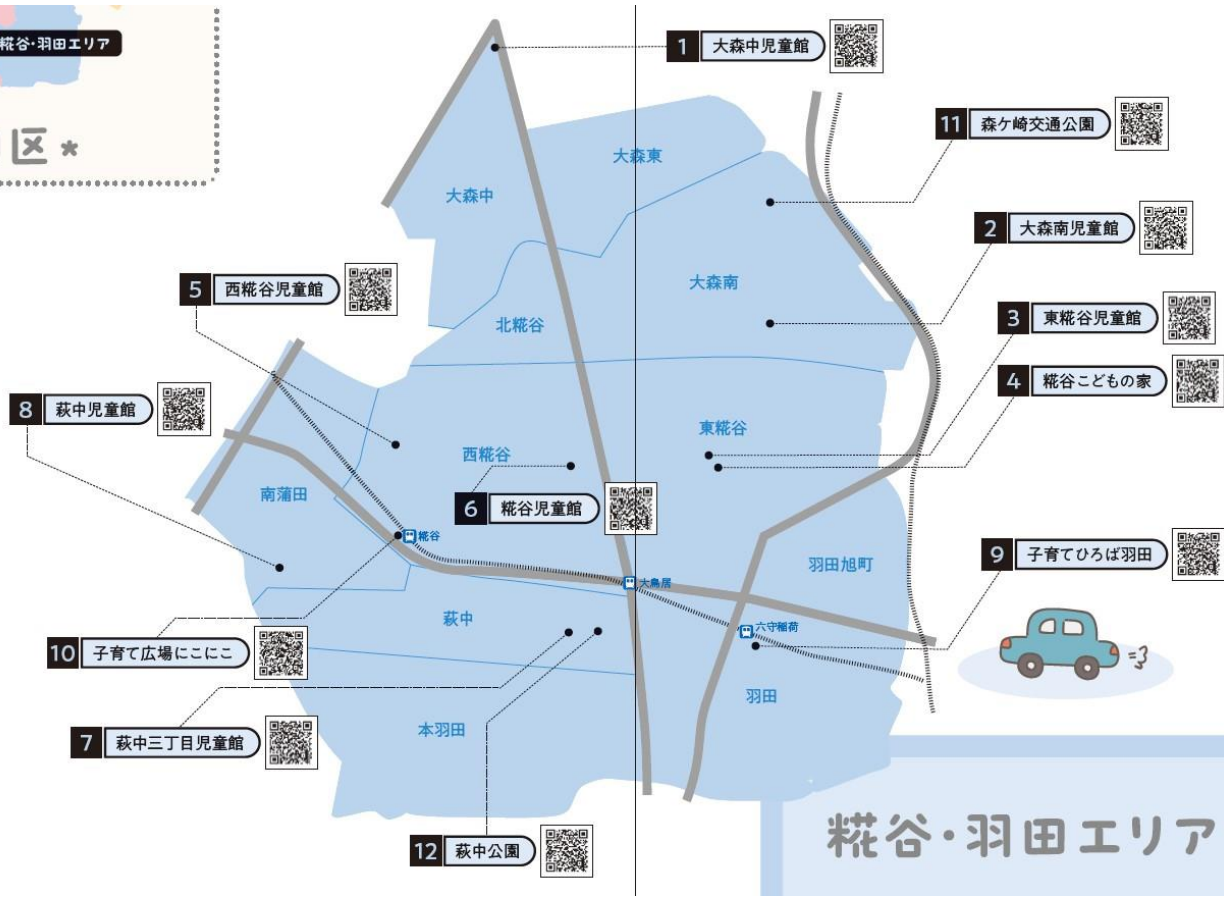 糀谷・羽田エリア
区*
1 大森中児童館
11 森ケ崎交通公園
大森東
大森中
2 大森南児童館
大森南
5 西糀谷児童館
北糀谷
3 東糀谷児童館
4 糀谷こどもの家
8 萩中児童館
東糀谷
西糀谷
南蒲田
6 糀谷児童館
糀谷
9 子育てひろば羽田
羽田旭町
大鳥居
萩中
六守稲荷
10 子育て広場にこにこ
羽田
本羽田
7 萩中三丁目児童館
12 萩中公園
糀谷・羽田エリア